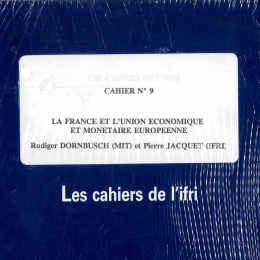 LES CAHIERS DE L'IFRI
CAHIER N° 9
LA FRANCE ET L'UNION ECONOMIQUE
ET MONETAIRE EUROPEENNE
Rudiger DORNBUSCH (MIT) et Pierre JACQUET (IFRI)
Les cahiers de l'ifri